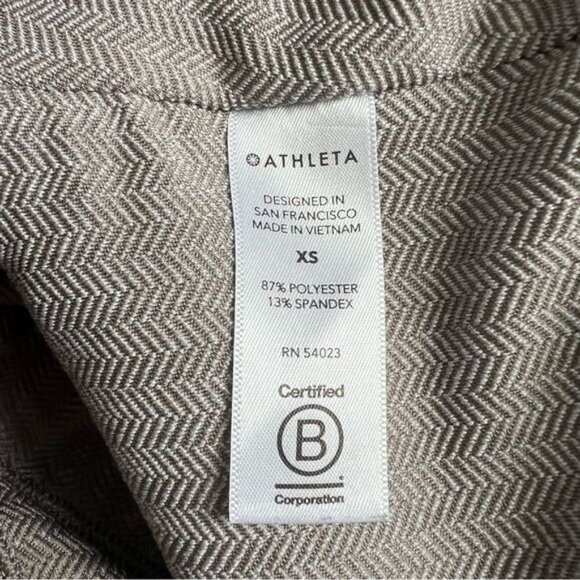 ATHLETA
DESIGNED IN
SAN FRANCISCO
MADE IN VIETNAM
XS
87% POLYESTER
13% SPANDEX
RN 54023
Certified
B
Corporation